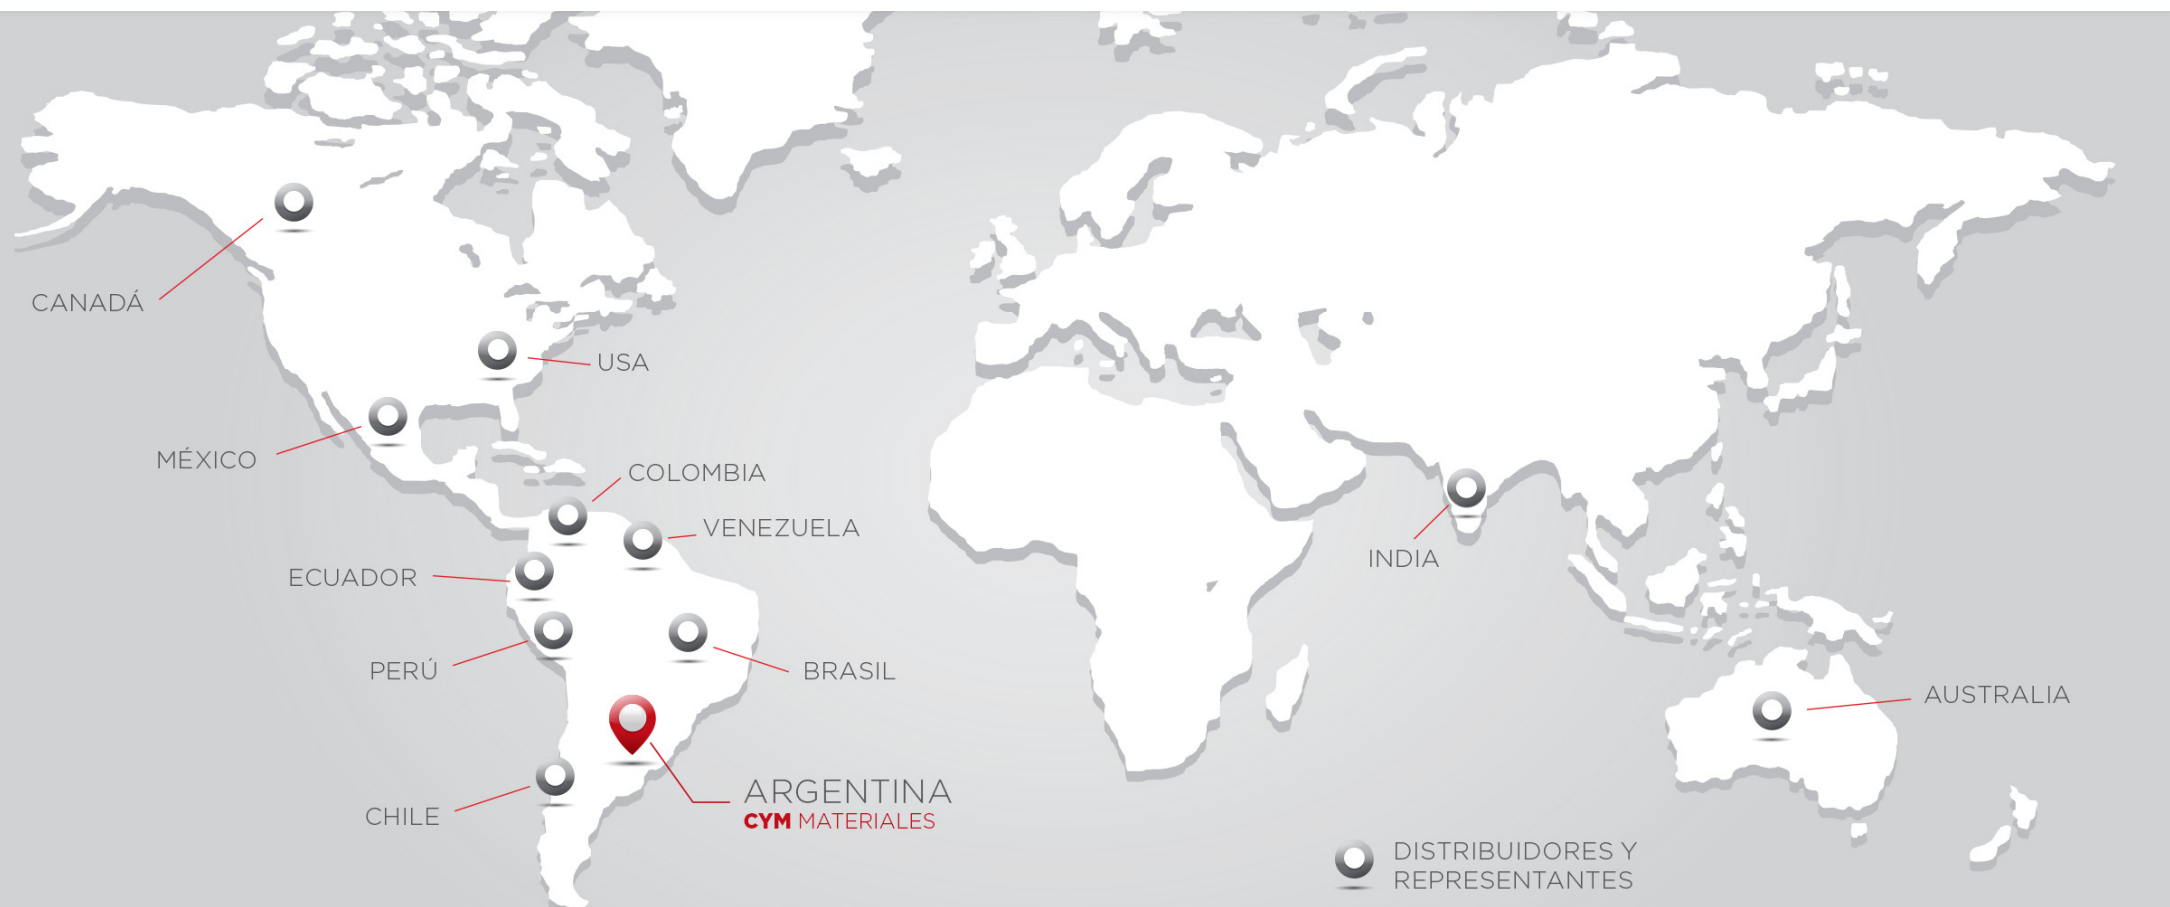 CANADÁ
USA
MÉXICO
COLOMBIA
VENEZUELA
ECUADOR
INDIA
PERÚ
BRASIL
AUSTRALIA
ARGENTINA
CYM MATERIALES
CHILE
DISTRIBUIDORES Y
REPRESENTANTES